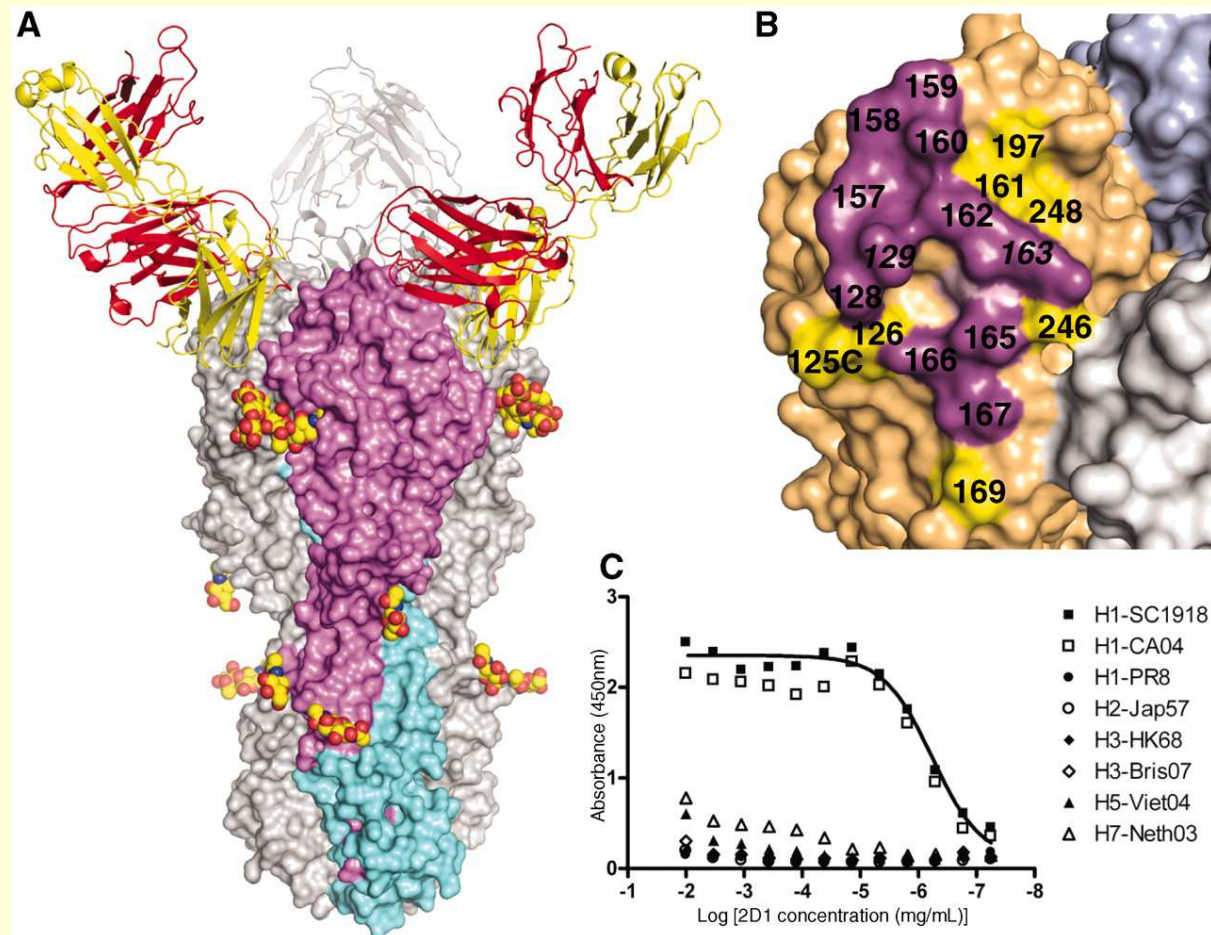 A
B
159
158
160
197
157
161
162
248
129
163
128
126
165
246
125C
166
167
169
C
3
2
1
0
Absorbance (450nm)
-1 -2 -3 -4 -5 -6 -7 -8
Log [2D1 concentration (mg/mL)]
H1-SC1918
H1-CA04
H1-PR8
H2-Jap57
H3-HK68
H3-Bris07
H5-Viet04
H7-Neth03